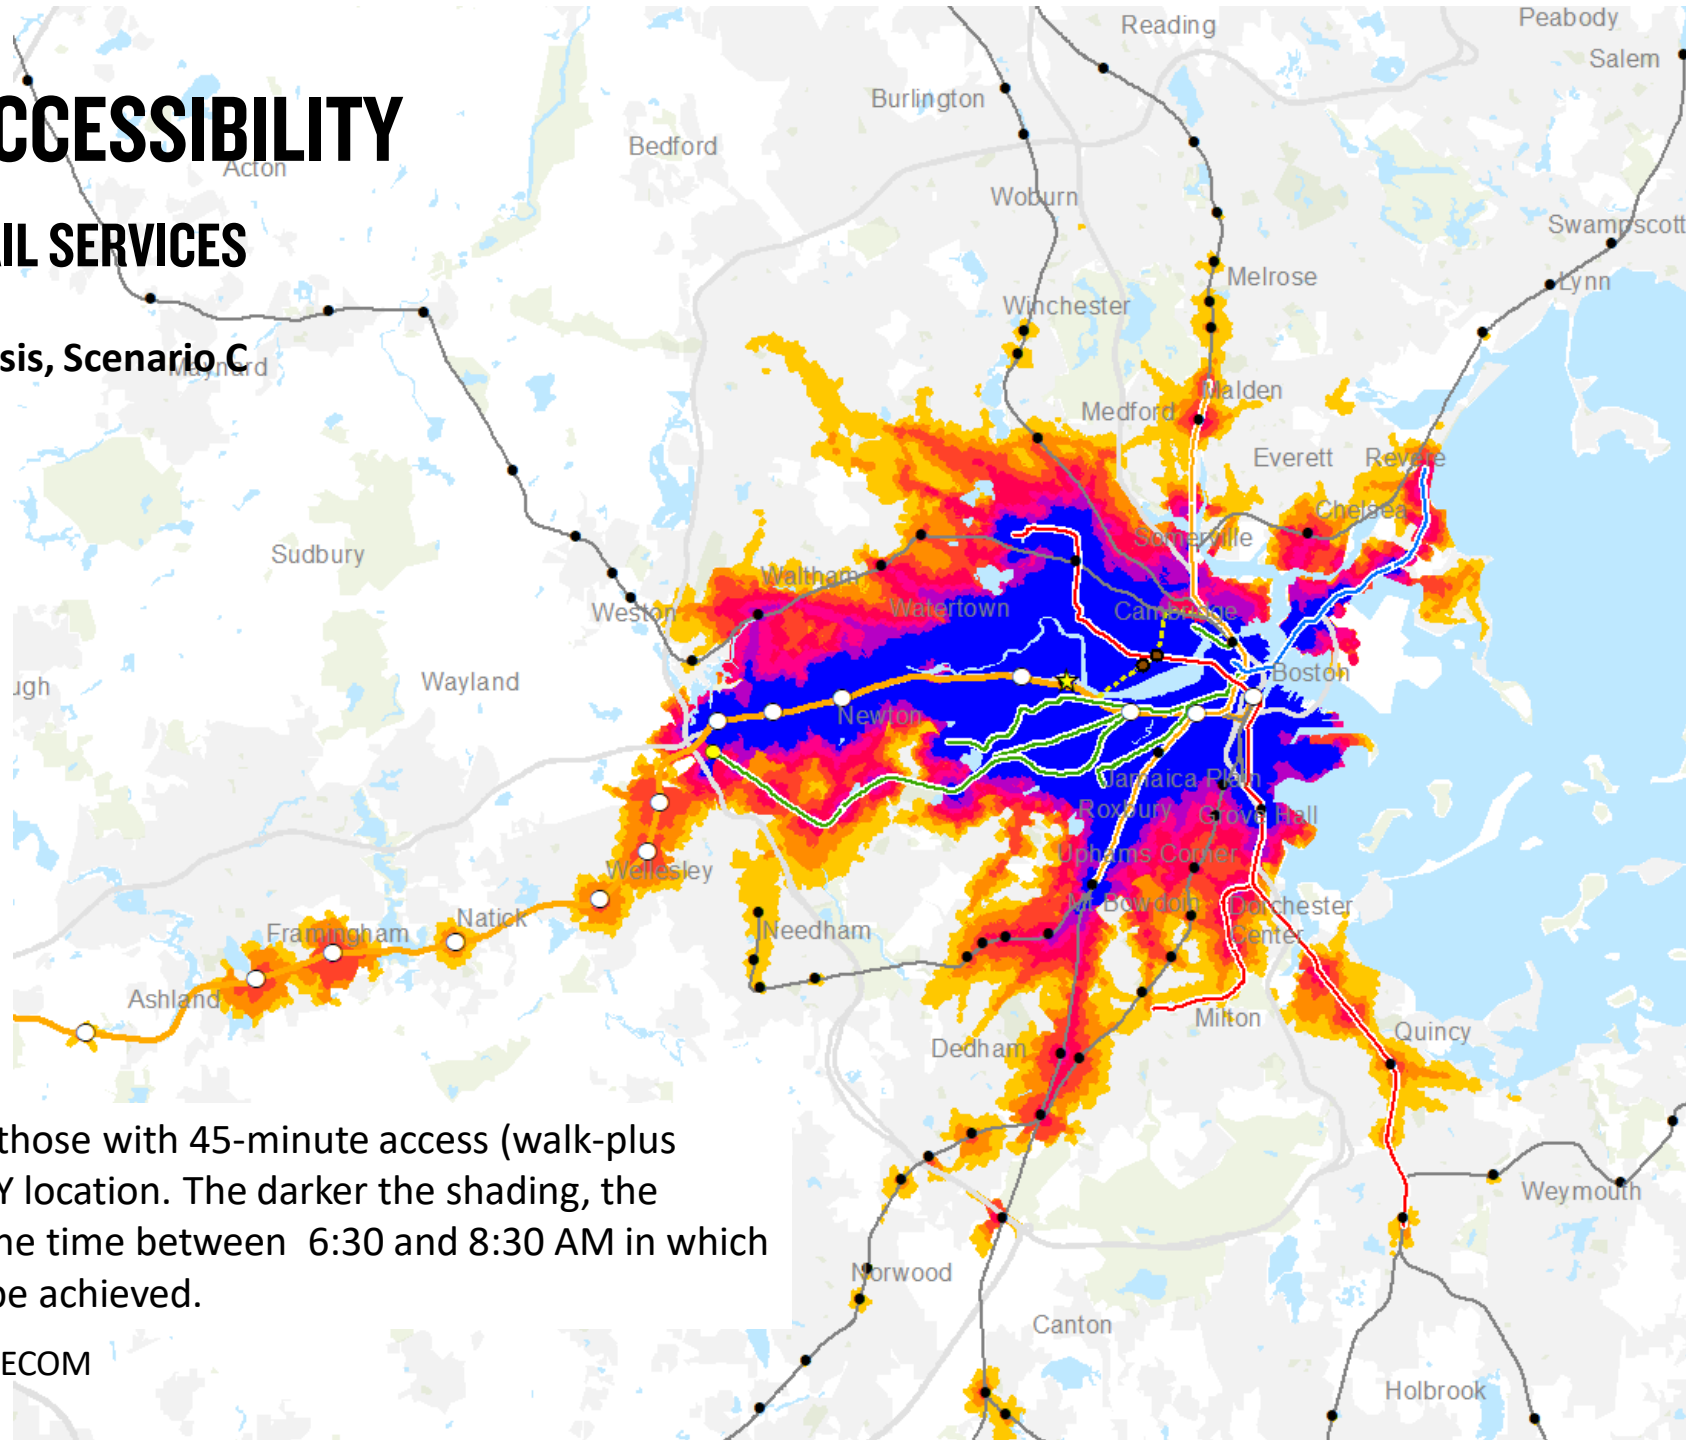 CCESSIBILITY
IL SERVICES
sis, Scenario C
Reading
Peabody
Salem
Burlington
Bedford
Acton
Woburn
Swampscott
Melrose
Lynn
Winchester
Maynard
Malden
Medford
Everett
Revere
Chelsea
Somerville
Sudbury
Waltham
Watertown
Cambridge
Weston
Boston
Wayland
ugh
Newton
Jamaica Plain
Roxbury
Grove Hall
Uphams Corner
Wellesley
Mt Bowdoin
Dorchester
Center
Natick
Framingham
Needham
Ashland
Milton
Quincy
Dedham
those with 45-minute access (walk-plus
Y location. The darker the shading, the
ne time between  6:30 and 8:30 AM in which
be achieved.
Weymouth
Norwood
Canton
ECOM
Holbrook